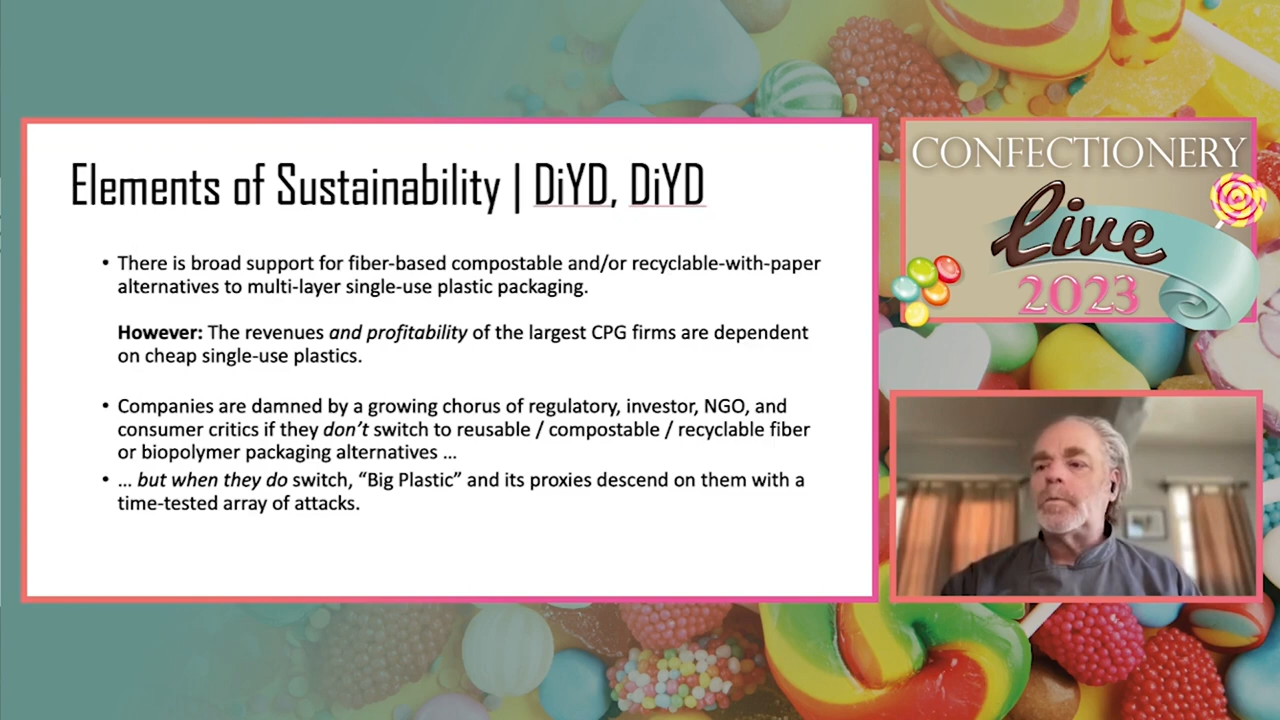 Elements of Sustainability | DiYD, DiYD
• There is broad support for fiber-based compostable and/or recyclable-with-paper
alternatives to multi-layer single-use plastic packaging.
However: The revenues and profitability of the largest CPG firms are dependent
on cheap single-use plastics.
• Companies are damned by a growing chorus of regulatory, investor, NGO, and
consumer critics if they don’t switch to reusable / compostable / recyclable fiber
or biopolymer packaging alternatives ...
• ... but when they do switch, “Big Plastic” and its proxies descend on them with a
time-tested array of attacks.
CONFECTIONERY
Live
2023